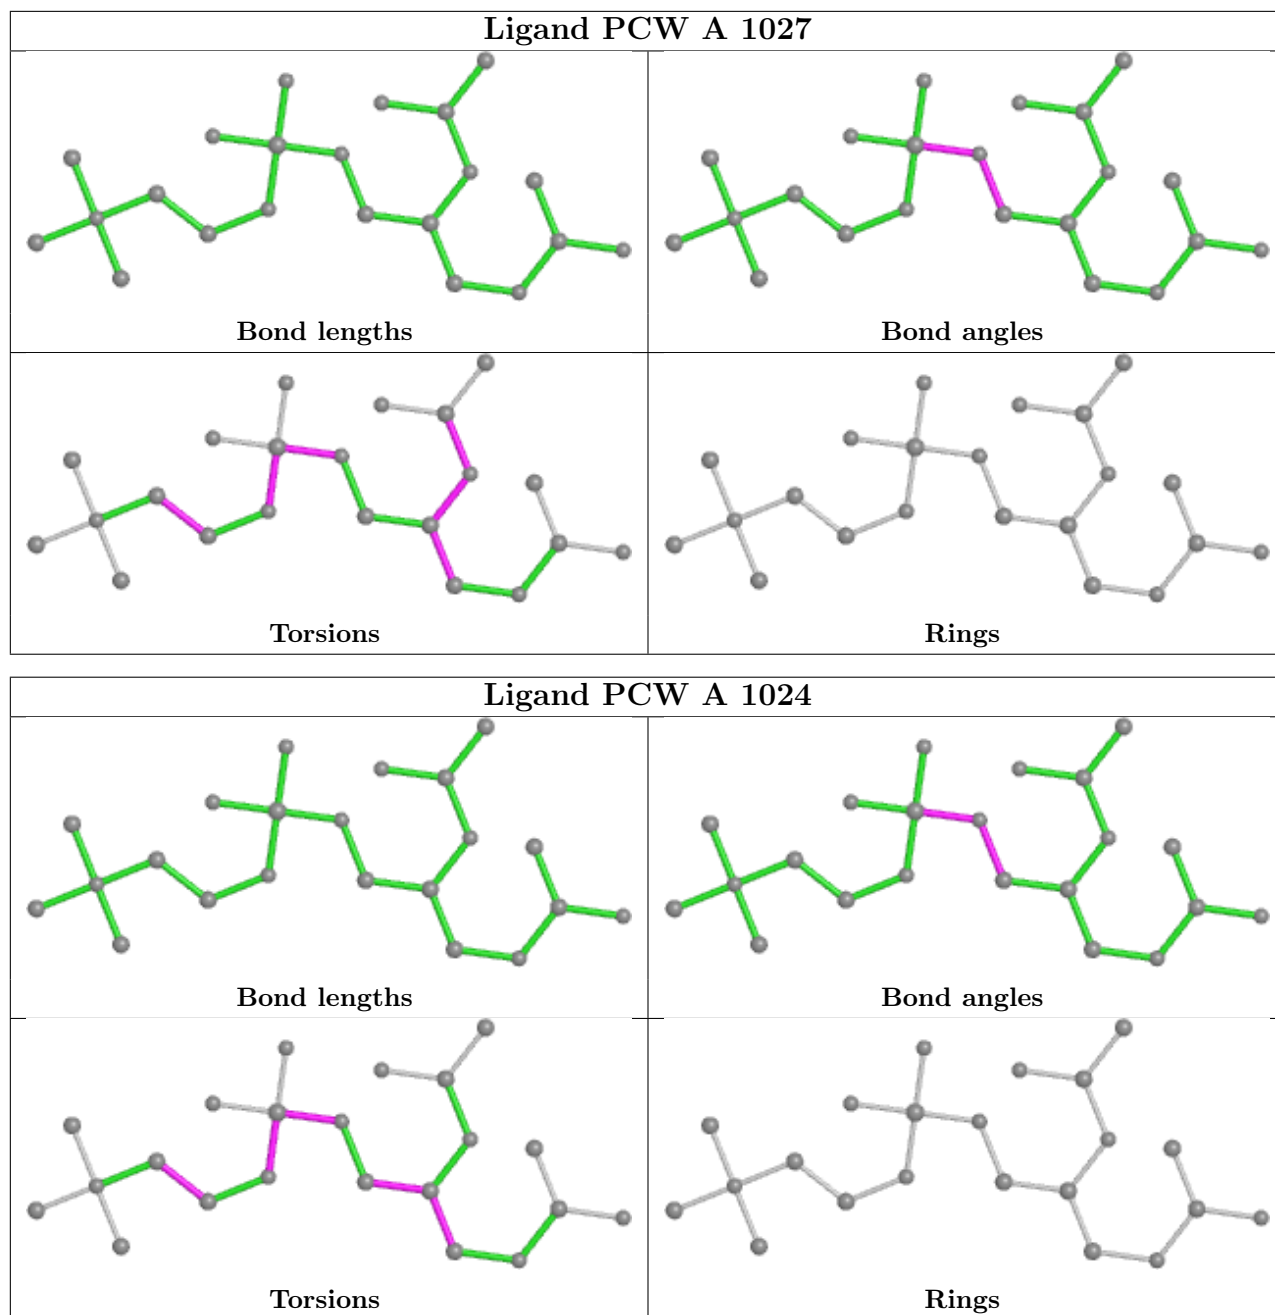 Ligand PCW A 1027
Bond lengths
Bond angles
Torsions
Rings
Ligand PCW A 1024
Bond lengths
Bond angles
Torsions
Rings